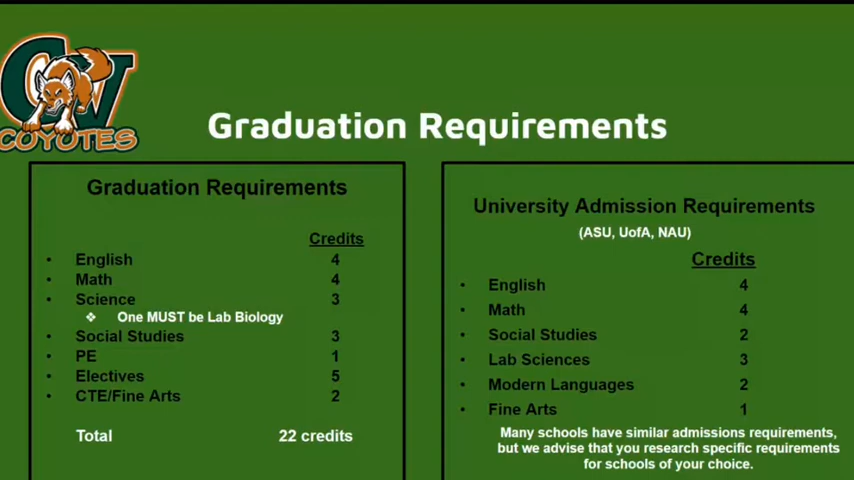 CW
COYOTES
Graduation Requirements
Graduation Requirements
Credits
• English 4
• Math 4
• Science 3
❖ One MUST be Lab Biology
• Social Studies 3
• PE 1
• Electives 5
• CTE/Fine Arts 2
Total 22 credits
University Admission Requirements
(ASU, UofA, NAU)
Credits
• English 4
• Math 4
• Social Studies 2
• Lab Sciences 3
• Modern Languages 2
• Fine Arts 1
Many schools have similar admissions requirements,
but we advise that you research specific requirements
for schools of your choice.